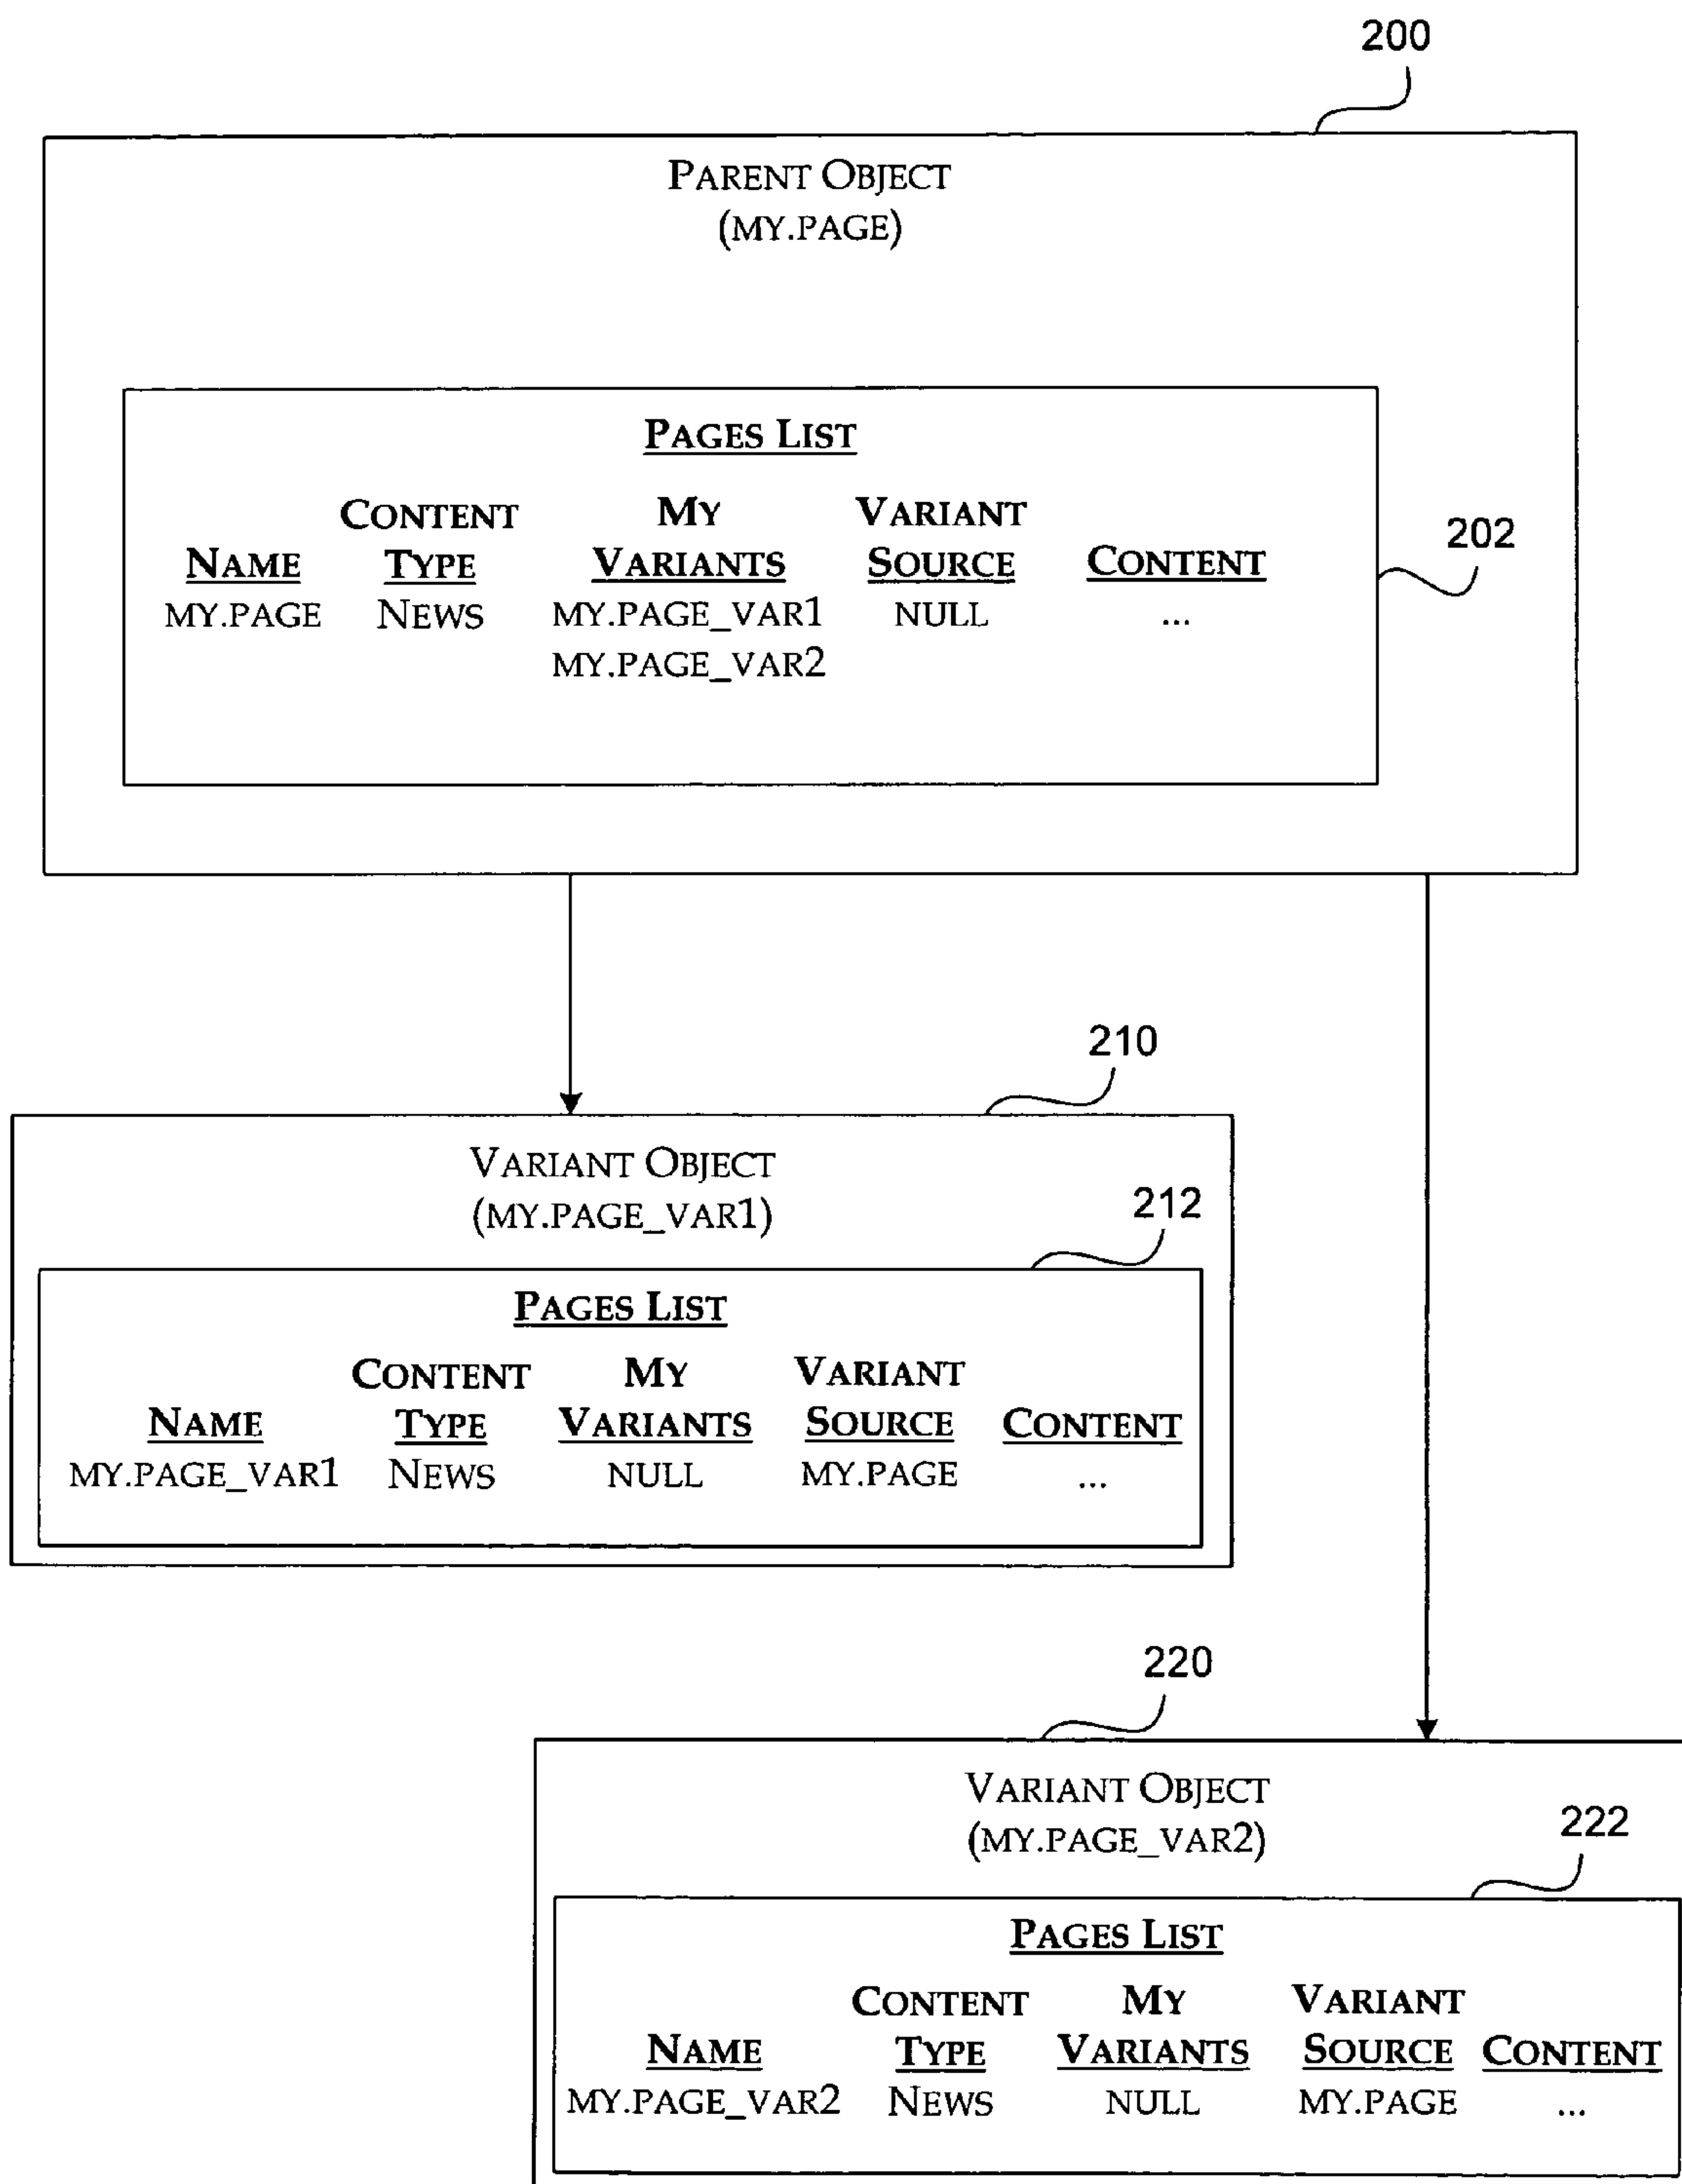 200
PARENT OBJECT
(MY.PAGE)
PAGES LIST
CONTENT MY VARIANT
NAME TYPE VARIANTS SOURCE CONTENT
MY.PAGE NEWS MY.PAGE_VAR1 NULL ...
MY.PAGE_VAR2
202
210
VARIANT OBJECT
(MY.PAGE_VAR1)
212
PAGES LIST
CONTENT MY VARIANT
NAME TYPE VARIANTS SOURCE CONTENT
MY.PAGE_VAR1 NEWS NULL MY.PAGE ...
220
VARIANT OBJECT
(MY.PAGE_VAR2)
222
PAGES LIST
CONTENT MY VARIANT
NAME TYPE VARIANTS SOURCE CONTENT
MY.PAGE_VAR2 NEWS NULL MY.PAGE ...